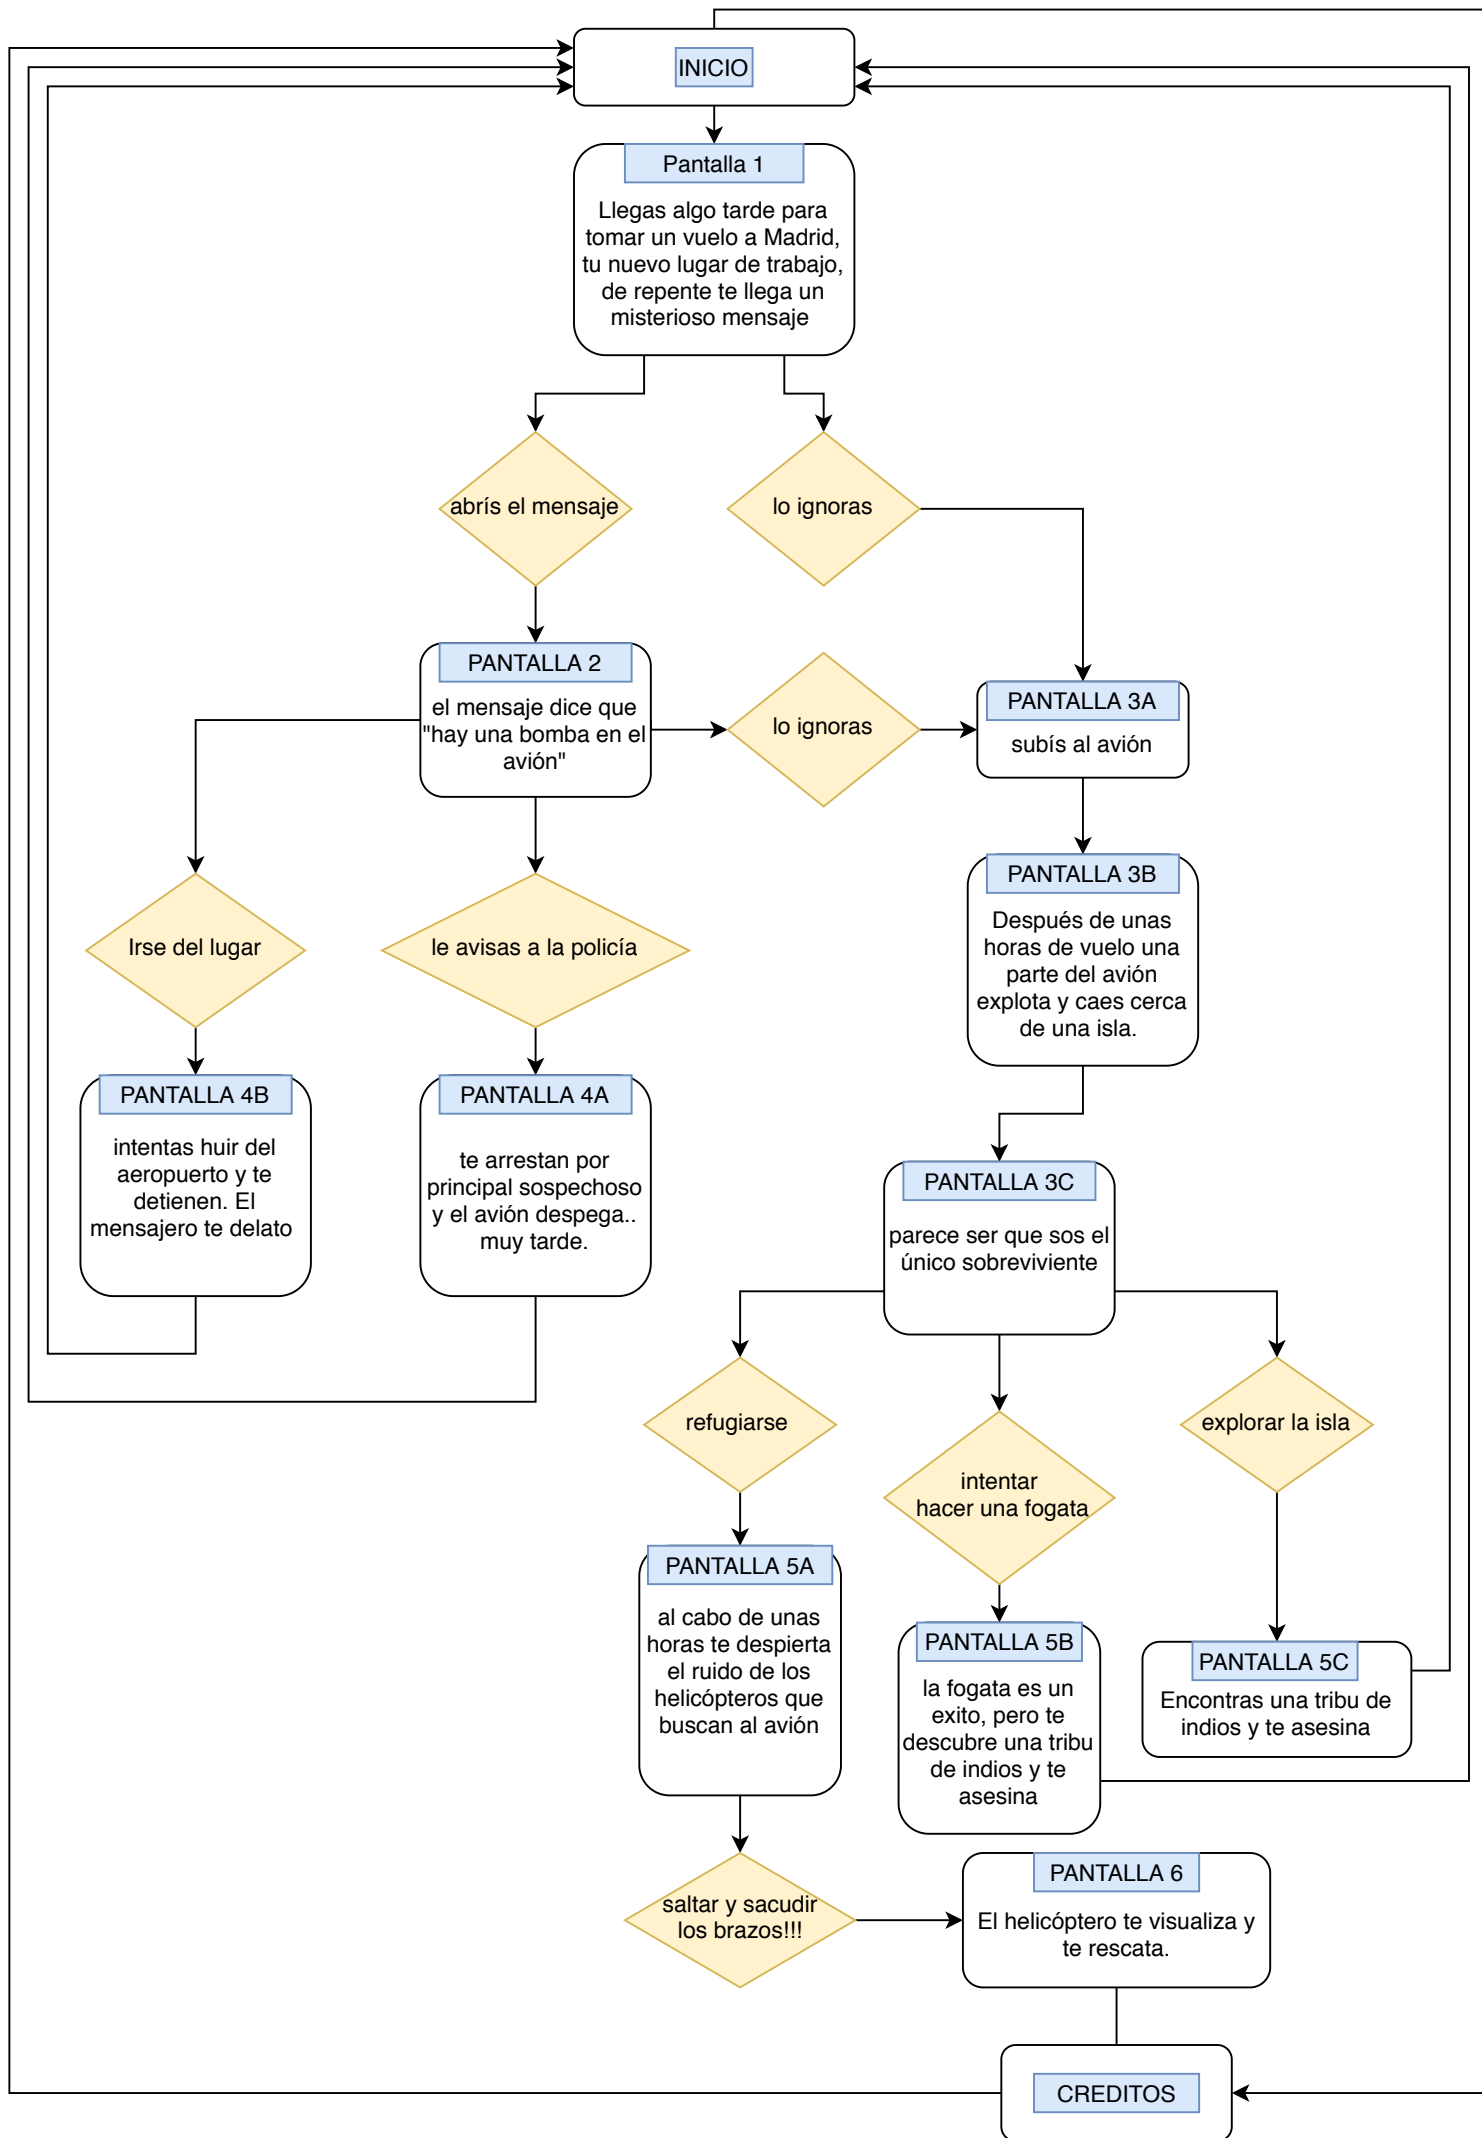 INICIO
Pantalla 1
Llegas algo tarde para
tomar un vuelo a Madrid,
tu nuevo lugar de trabajo,
de repente te llega un
misterioso mensaje
abrís el mensaje
lo ignoras
PANTALLA 2
el mensaje dice que
"hay una bomba en el
avión"
lo ignoras
PANTALLA 3A
subís al avión
Irse del lugar
le avisas a la policía
PANTALLA 3B
Después de unas
horas de vuelo una
parte del avión
explota y caes cerca
de una isla.
PANTALLA 4B
intentas huir del
aeropuerto y te
detienen. El
mensajero te delato
PANTALLA 4A
te arrestan por
principal sospechoso
y el avión despega..
muy tarde.
PANTALLA 3C
parece ser que sos el
único sobreviviente
refugiarse
intentar
hacer una fogata
explorar la isla
PANTALLA 5A
al cabo de unas
horas te despierta
el ruido de los
helicópteros que
buscan al avión
PANTALLA 5B
la fogata es un
exito, pero te
descubre una tribu
de indios y te
asesina
PANTALLA 5C
Encontras una tribu de
indios y te asesina
saltar y sacudir
los brazos!!!
PANTALLA 6
El helicóptero te visualiza y
te rescata.
CREDITOS